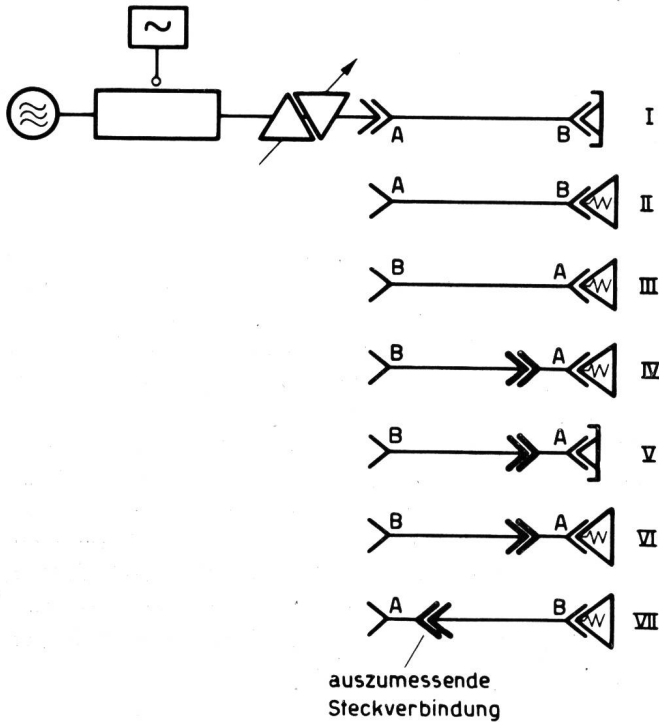 A B I
A B II
B A III
B A IV
B A V
B A VI
A B VII
auszumessende
Steckverbindung